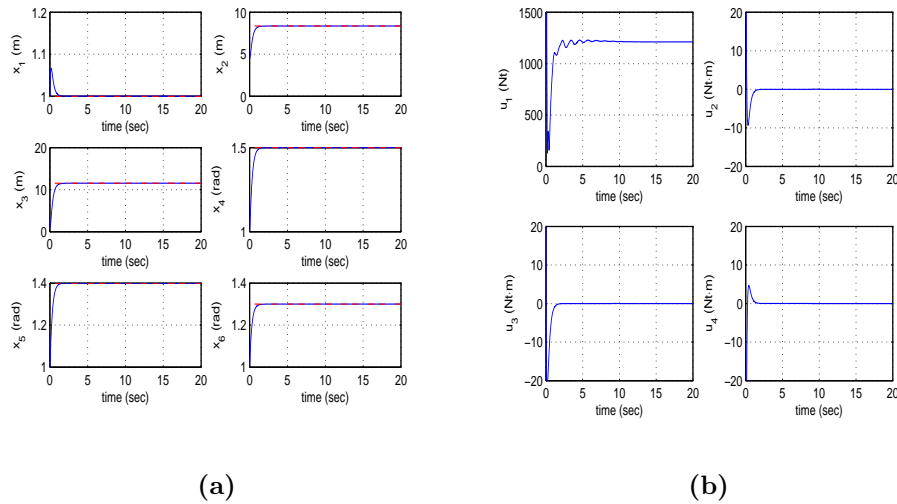 1.2
1.1
1
x1 (m)
0 5 10 15 20
time (sec)
10
5
0
x2 (m)
0 5 10 15 20
time (sec)
20
10
0
x3 (m)
0 5 10 15 20
time (sec)
1.5
1
x4 (rad)
0 5 10 15 20
time (sec)
1.4
1.2
1
x5 (rad)
0 5 10 15 20
time (sec)
1.4
1.2
1
x6 (rad)
0 5 10 15 20
time (sec)
(a)
1500
1000
500
0
u1 (Nt)
0 5 10 15 20
time (sec)
20
10
0
−10
−20
u2 (Nt·m)
0 5 10 15 20
time (sec)
20
10
0
−10
−20
u3 (Nt·m)
0 5 10 15 20
time (sec)
20
10
0
−10
−20
u4 (Nt·m)
0 5 10 15 20
time (sec)
(b)